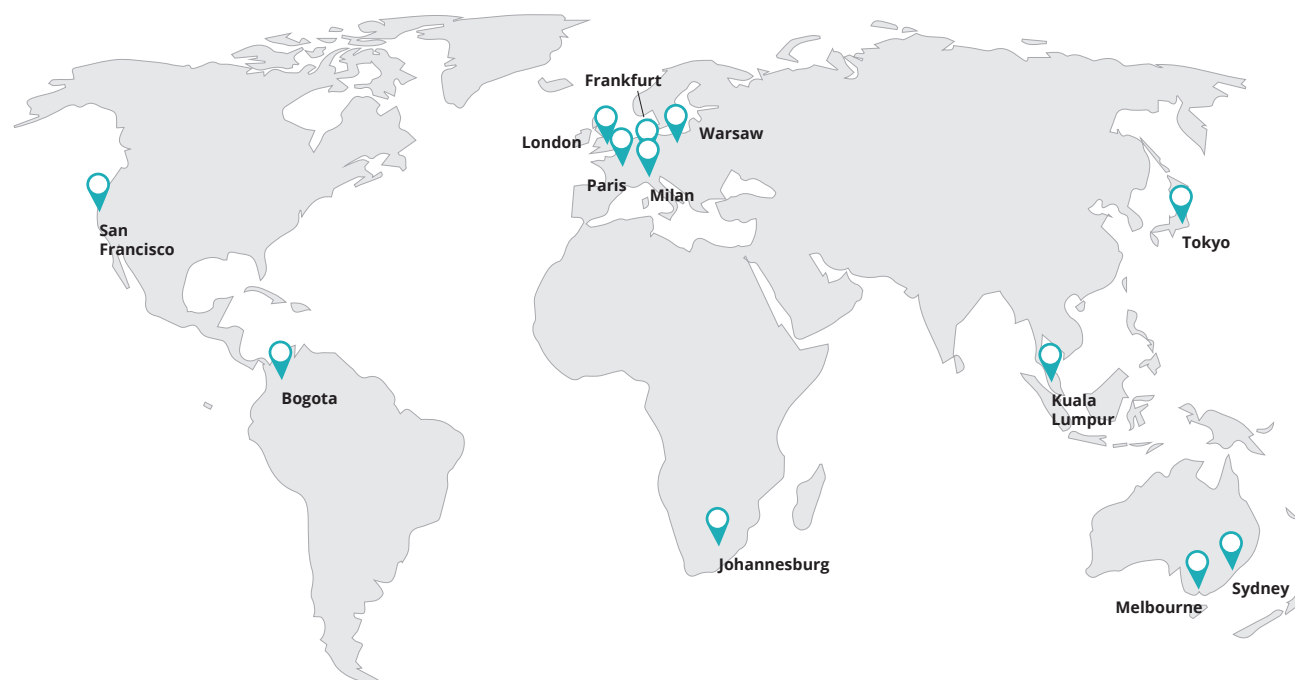 Frankfurt
London
Warsaw
Paris
Milan
San
Francisco
Tokyo
Bogota
Kuala
Lumpur
Johannesburg
Sydney
Melbourne